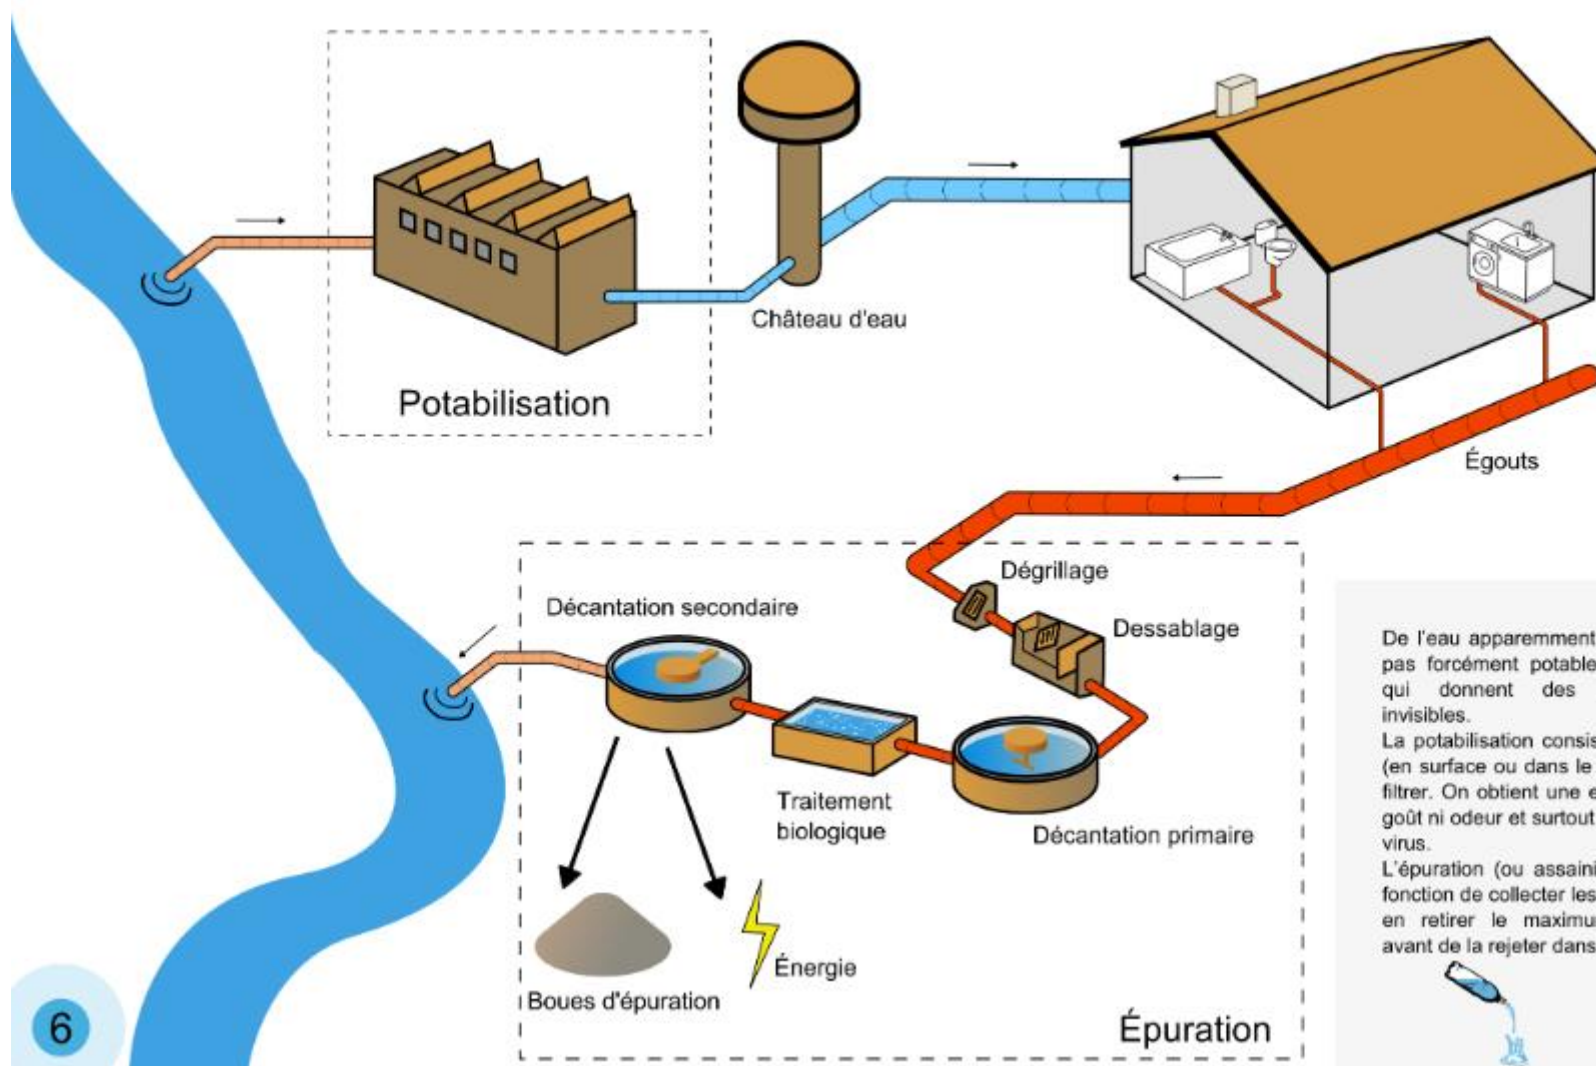 Château d'eau
Potabilisation
Égouts
Dégrillage
Décantation secondaire
Dessablage
Traitement
biologique
Décantation primaire
Énergie
Boues d'épuration
Épuration
6
De l'eau apparemment
pas forcément potable
qui donnent des
invisibles.
La potabilisation consis
(en surface ou dans le
filtrer. On obtient une e
goût ni odeur et surtout
virus.
L'épuration (ou assaini
fonction de collecter les
en retirer le maximu
avant de la rejeter dans